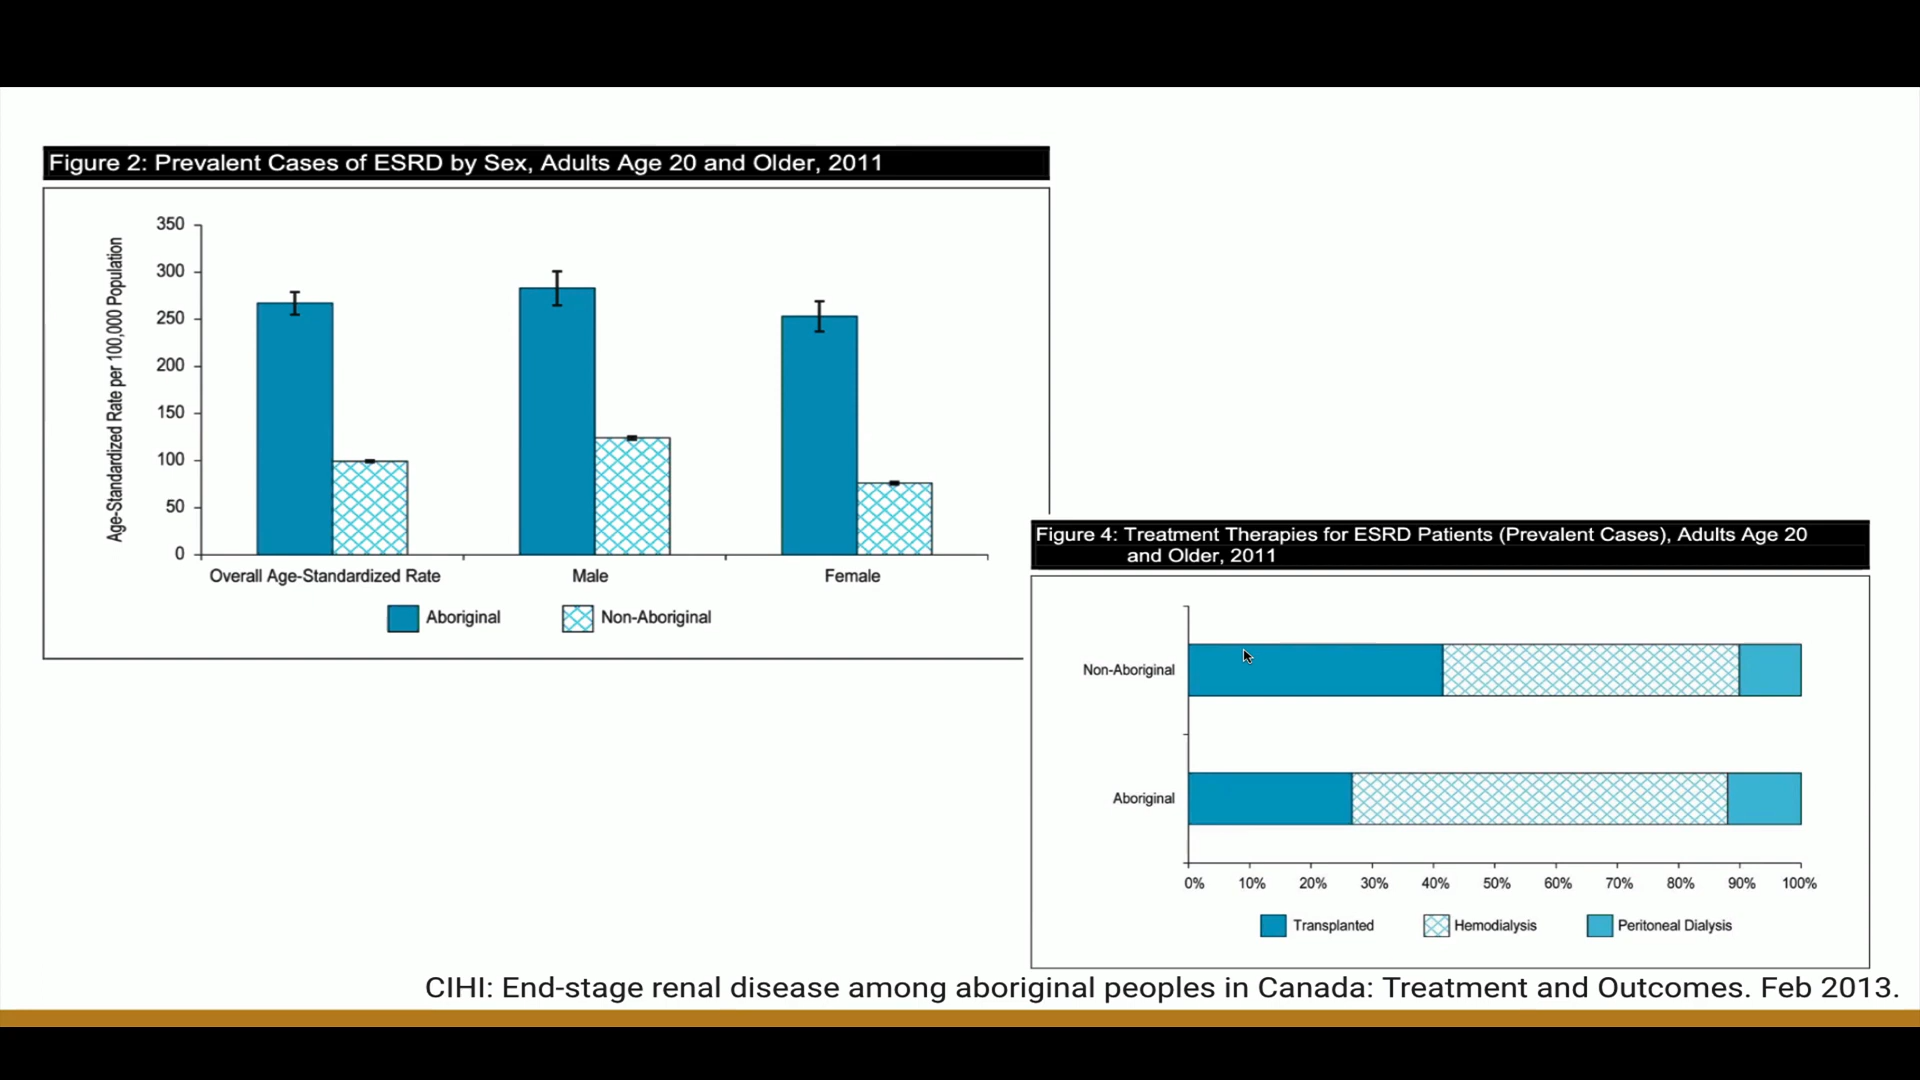 Figure 2: Prevalent Cases of ESRD by Sex, Adults Age 20 and Older, 2011
Age-Standardized Rate per 100,000 Population
350
300
250
200
150
100
50
0
Overall Age-Standardized Rate
Male
Female
Aboriginal
Non-Aboriginal
Figure 4: Treatment Therapies for ESRD Patients (Prevalent Cases), Adults Age 20
and Older, 2011
Non-Aboriginal
Aboriginal
0% 10% 20% 30% 40% 50% 60% 70% 80% 90% 100%
Transplanted
Hemodialysis
Peritoneal Dialysis
CIHI: End-stage renal disease among aboriginal peoples in Canada: Treatment and Outcomes. Feb 2013.